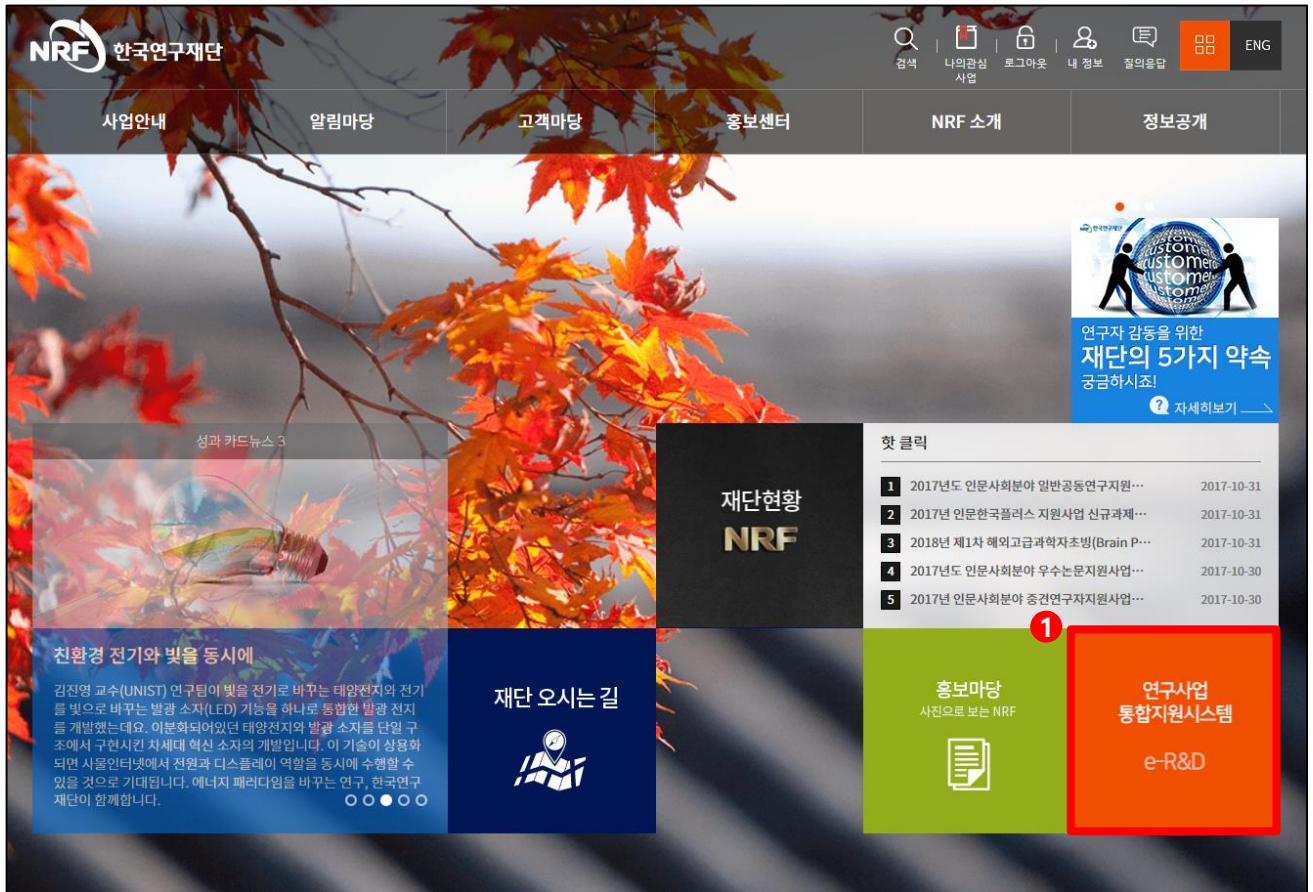 NRF 한국연구재단
검색
나의관심
사업
로그아웃
내 정보
질의응답
ENG
사업안내
알림마당
고객마당
홍보센터
NRF 소개
정보공개
NRF 한국연구재단
customer
customer
customer
customer
연구자 감동을 위한
재단의 5가지 약속
궁금하시죠!
? 자세히보기
성과 카드뉴스 3
재단현황
NRF
핫 클릭
1 2017년도 인문사회분야 일반공동연구지원… 2017-10-31
2 2017년 인문한국플러스 지원사업 신규과제… 2017-10-31
3 2018년 제1차 해외고급과학자초빙(Brain P… 2017-10-31
4 2017년도 인문사회분야 우수논문지원사업… 2017-10-30
5 2017년 인문사회분야 중견연구자지원사업… 2017-10-30
친환경 전기와 빛을 동시에
김진영 교수(UNIST) 연구팀이 빛을 전기로 바꾸는 태양전지와 전기
를 빛으로 바꾸는 발광 소자(LED) 기능을 하나로 통합한 발광 전지
를 개발했는데요. 이분화되어있던 태양전지와 발광 소자를 단일 구
조에서 구현시킨 차세대 혁신 소자의 개발입니다. 이 기술이 상용화
되면 사물인터넷에서 전원과 디스플레이 역할을 동시에 수행할 수
있을 것으로 기대됩니다. 에너지 패러다임을 바꾸는 연구, 한국연구
재단이 함께합니다.
재단 오시는 길
홍보마당
사진으로 보는 NRF
1
연구사업
통합지원시스템
e-R&D